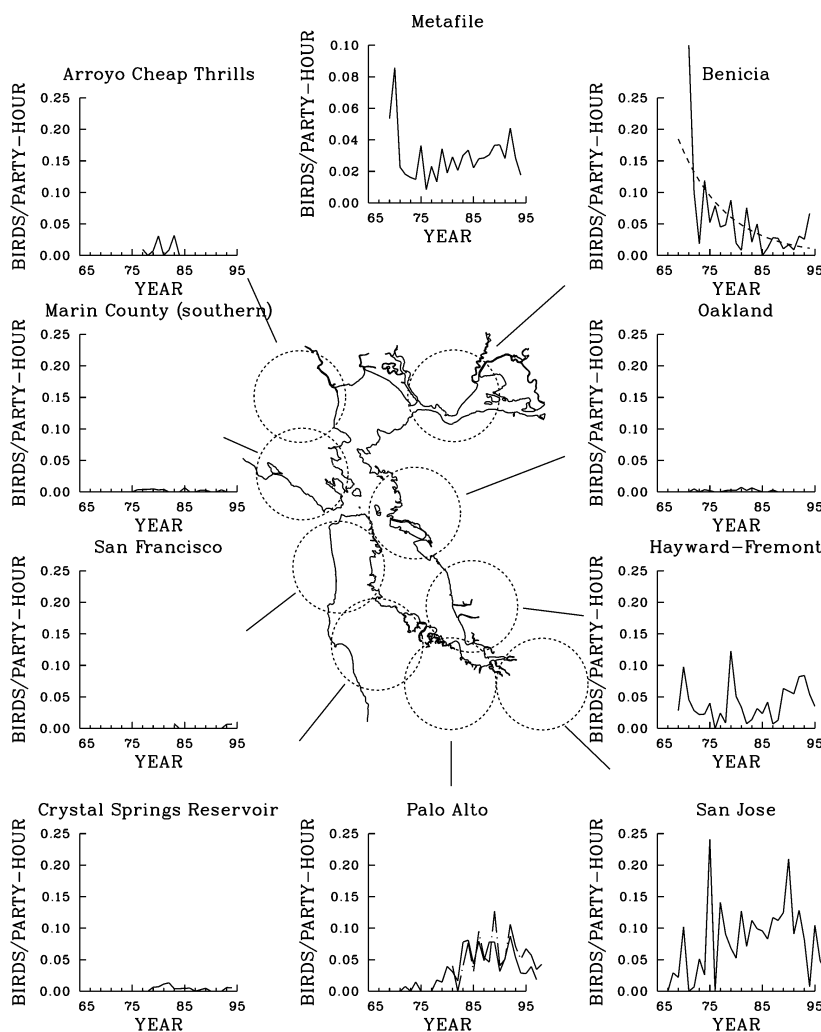 Metafile
BIRDS/PARTY-HOUR
0.10
0.08
0.06
0.04
0.02
0.00
65 75 85 95
YEAR
Arroyo Cheap Thrills
BIRDS/PARTY-HOUR
0.25
0.20
0.15
0.10
0.05
0.00
65 75 85 95
YEAR
Benicia
BIRDS/PARTY-HOUR
0.25
0.20
0.15
0.10
0.05
0.00
65 75 85 95
YEAR
Marin County (southern)
BIRDS/PARTY-HOUR
0.25
0.20
0.15
0.10
0.05
0.00
65 75 85 95
YEAR
Oakland
BIRDS/PARTY-HOUR
0.25
0.20
0.15
0.10
0.05
0.00
65 75 85 95
YEAR
San Francisco
BIRDS/PARTY-HOUR
0.25
0.20
0.15
0.10
0.05
0.00
65 75 85 95
YEAR
Hayward-Fremont
BIRDS/PARTY-HOUR
0.25
0.20
0.15
0.10
0.05
0.00
65 75 85 95
YEAR
Crystal Springs Reservoir
BIRDS/PARTY-HOUR
0.25
0.20
0.15
0.10
0.05
0.00
65 75 85 95
YEAR
Palo Alto
BIRDS/PARTY-HOUR
0.25
0.20
0.15
0.10
0.05
0.00
65 75 85 95
YEAR
San Jose
BIRDS/PARTY-HOUR
0.25
0.20
0.15
0.10
0.05
0.00
65 75 85 95
YEAR